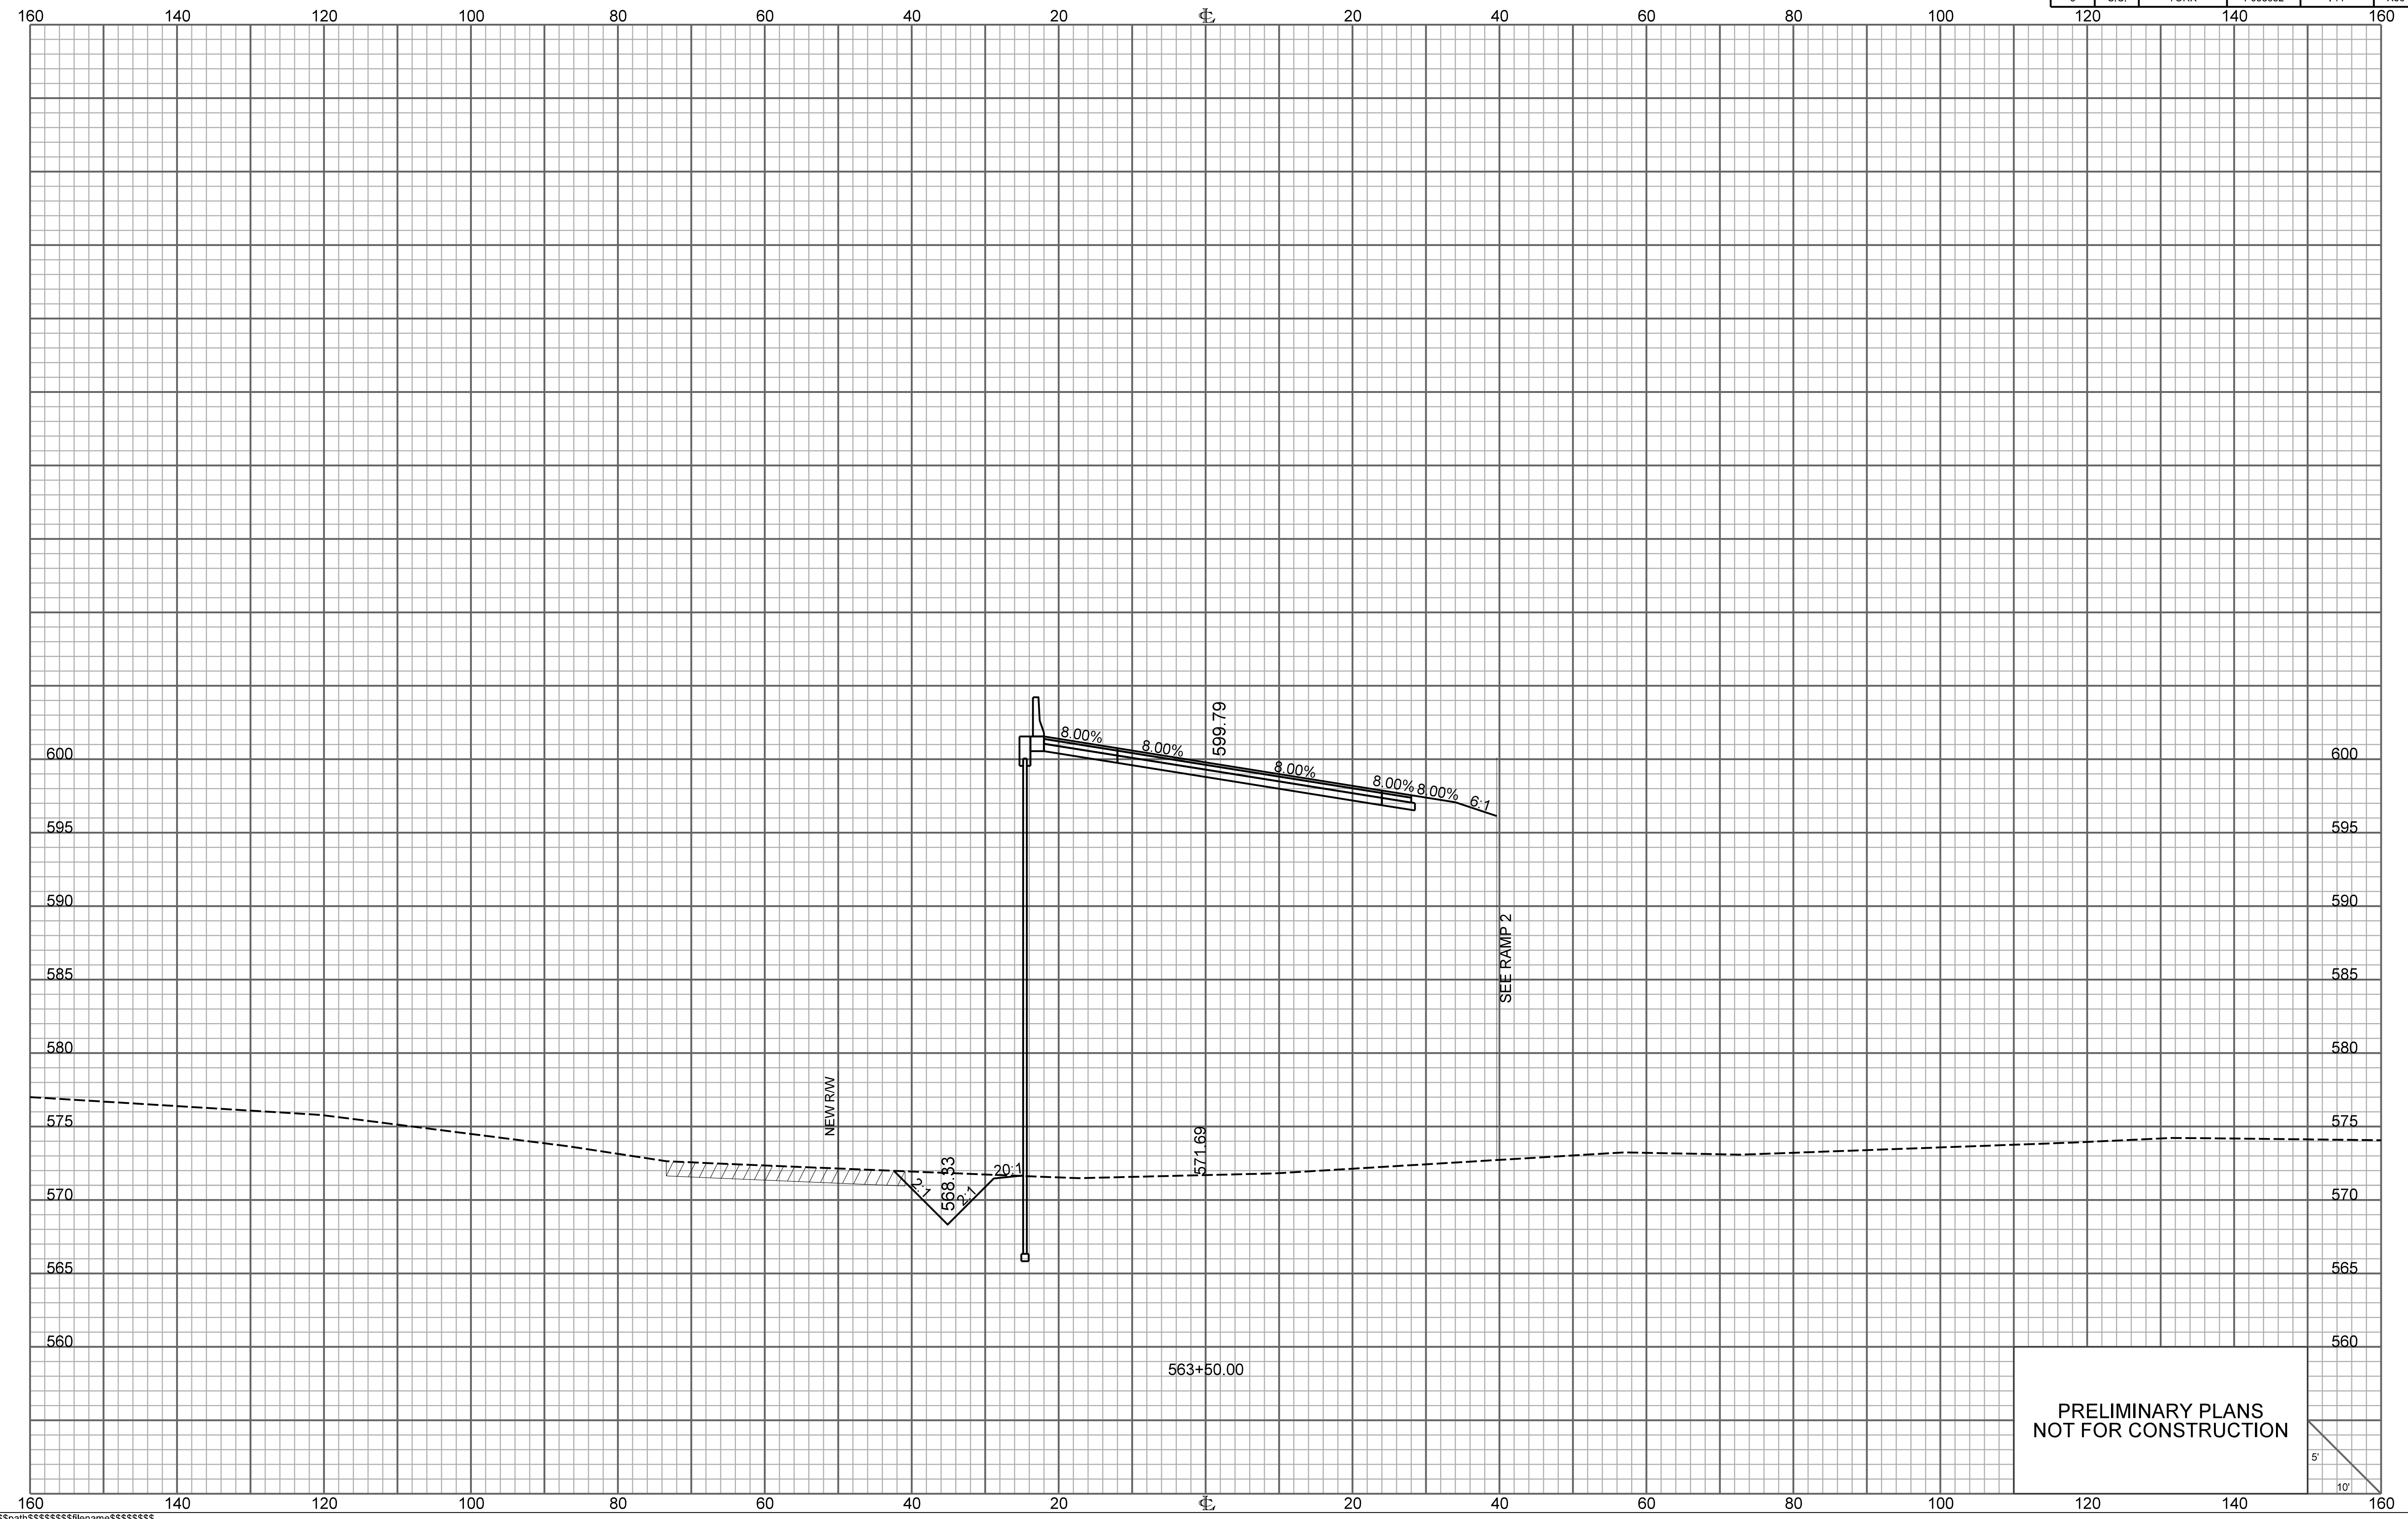 160 140 120 100 80 60 40 20 ℄ 20 40 60 80 100 120 140 160
599.79
8.00% 8.00% 8.00% 8.00% 8.00% 6:1
600 600
595 595
590 590
SEE RAMP 2
585 585
580 580
NEW R/W
575 575
571.69
568.33
2:1 2:1 20:1
570 570
565 565
560 560
563+50.00
PRELIMINARY PLANS
NOT FOR CONSTRUCTION
5'
10'
160 140 120 100 80 60 40 20 ℄ 20 40 60 80 100 120 140 160